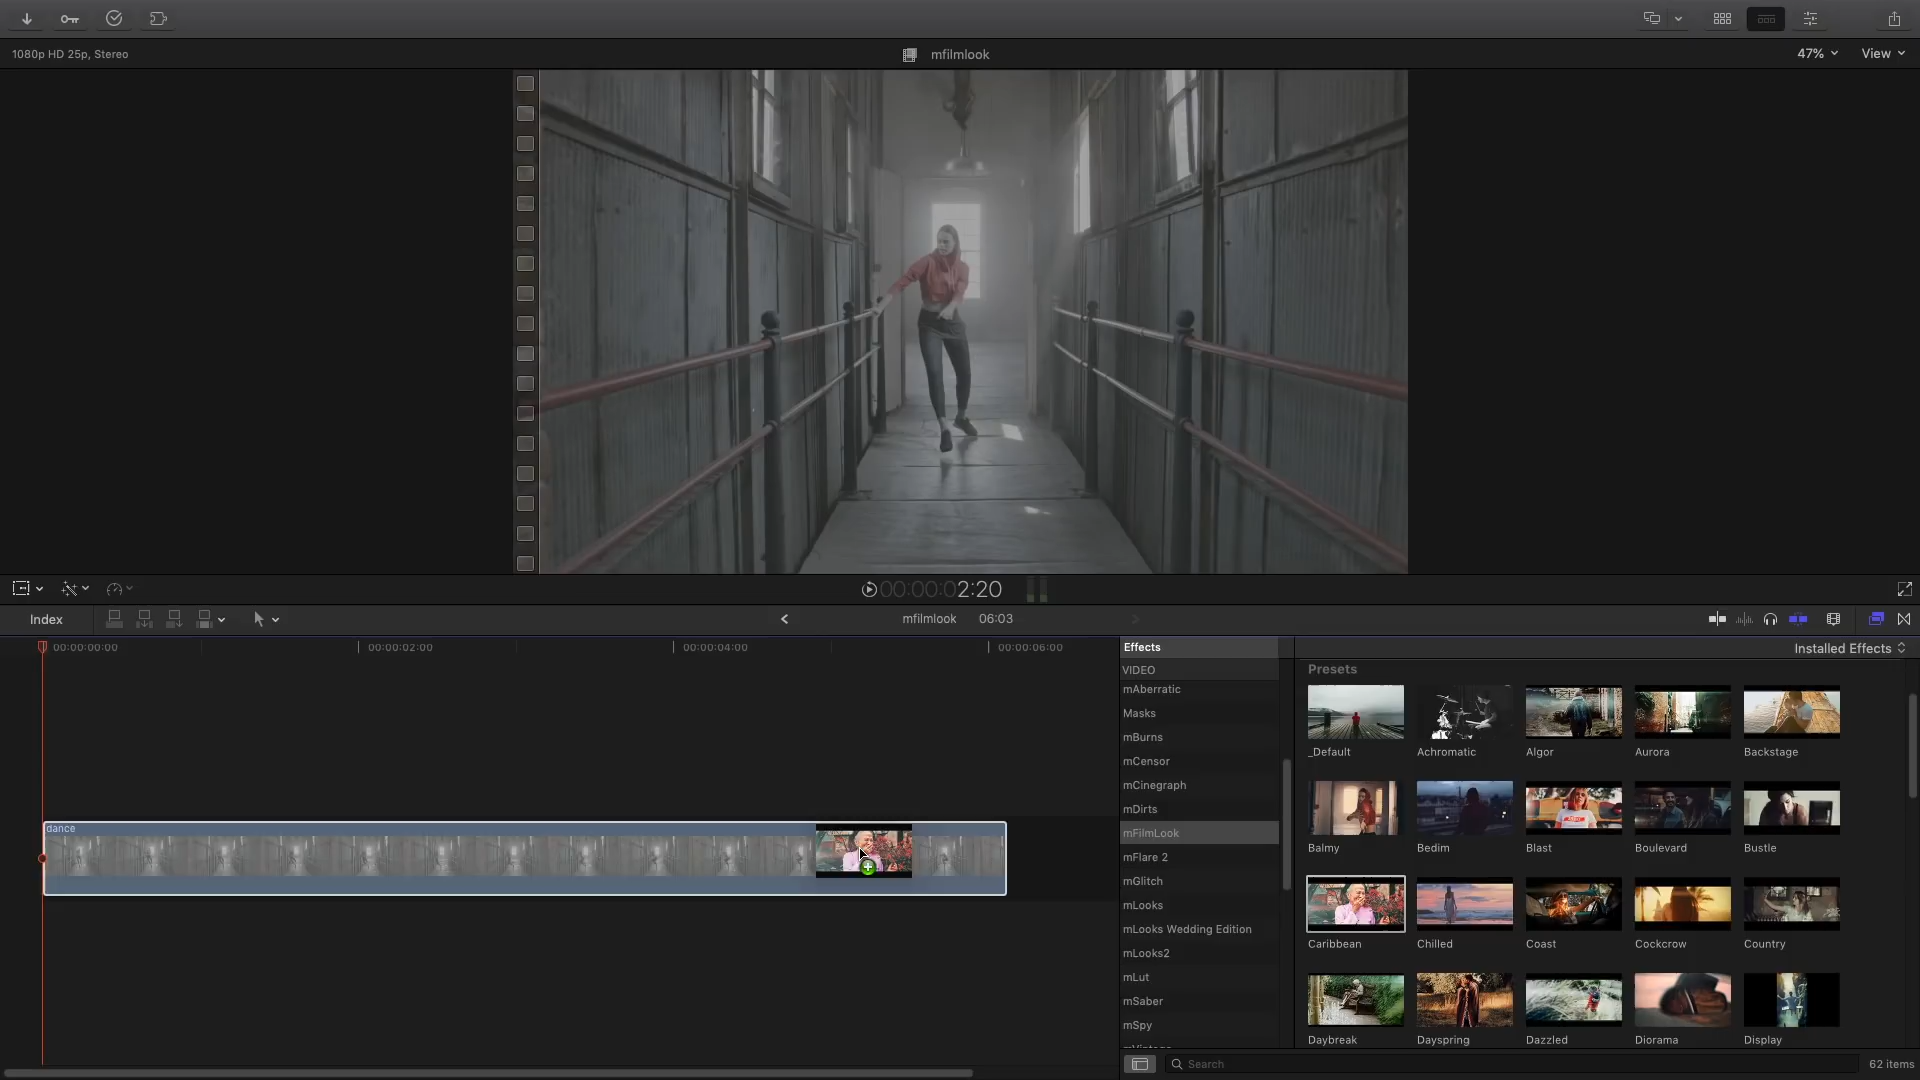 1080p HD 25p, Stereo
mfilmlook
47%
View
00:00:02:20
Index
mfilmlook 06:03
00:00:00:00
00:00:02:00
00:00:04:00
00:00:06:00
dance
Effects
VIDEO
mAberratic
Masks
mBurns
mCensor
mCinegraph
mDirts
mFilmLook
mFlare 2
mGlitch
mLooks
mLooks Wedding Edition
mLooks2
mLut
mSaber
mSpy
Installed Effects
Presets
_Default
Achromatic
Algor
Aurora
Backstage
Balmy
Bedim
Blast
Boulevard
Bustle
Caribbean
Chilled
Coast
Cockcrow
Country
Daybreak
Dayspring
Dazzled
Diorama
Display
Search
62 items